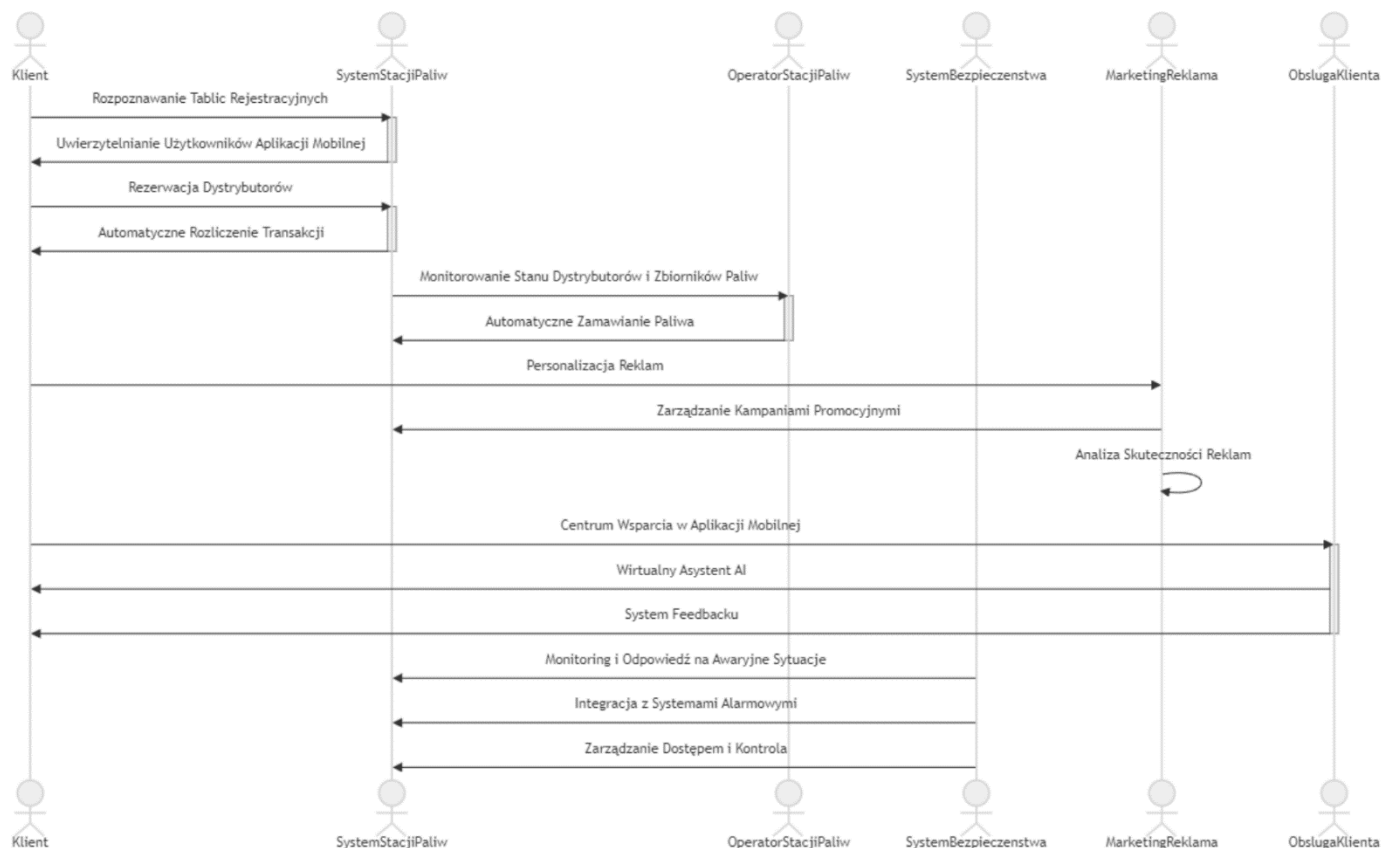 Klient SystemStacjiPaliw OperatorStacjiPaliw SystemBezpieczenstwa MarketingReklama ObslugaKlienta
Rozpoznawanie Tablic Rejestracyjnych
Uwierzytelnianie Użytkowników Aplikacji Mobilnej
Rezerwacja Dystrybutorów
Automatyczne Rozliczenie Transakcji
Monitorowanie Stanu Dystrybutorów i Zbiorników Paliw
Automatyczne Zamawianie Paliwa
Personalizacja Reklam
Zarządzanie Kampaniami Promocyjnymi
Analiza Skuteczności Reklam
Centrum Wsparcia w Aplikacji Mobilnej
Wirtualny Asystent AI
System Feedbacku
Monitoring i Odpowiedź na Awaryjne Sytuacje
Integracja z Systemami Alarmowymi
Zarządzanie Dostępem i Kontrola
Klient SystemStacjiPaliw OperatorStacjiPaliw SystemBezpieczenstwa MarketingReklama ObslugaKlienta